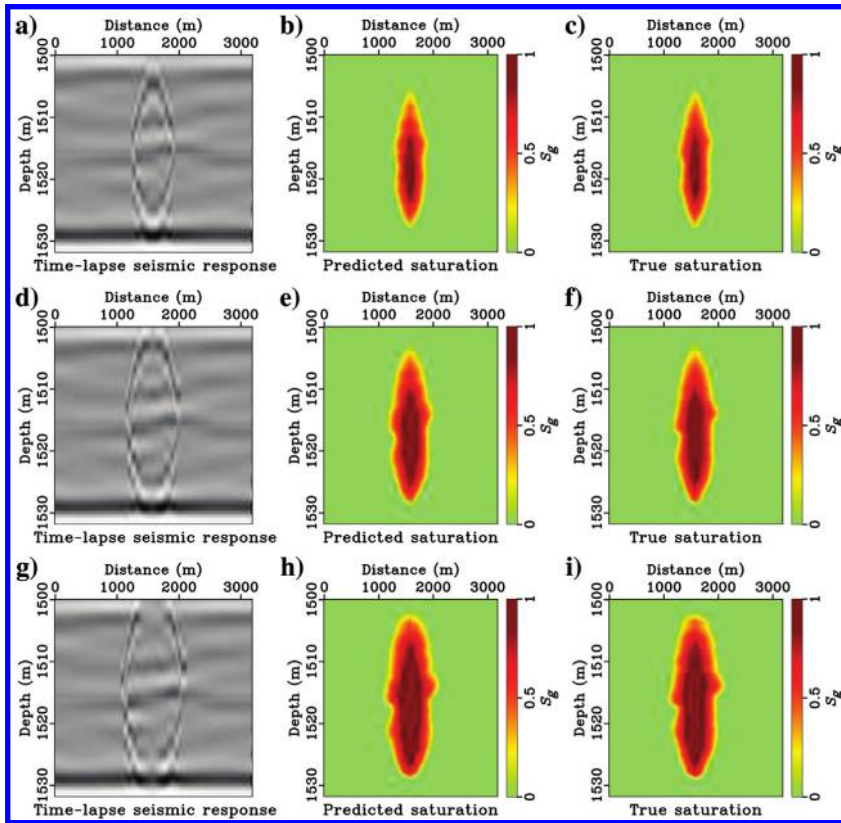 a) Distance (m) b) Distance (m) c) Distance (m)
0 1000 2000 3000 0 1000 2000 3000 0 1000 2000 3000
Depth (m) 1500 1510 1520 1530 Depth (m) 1500 1510 1520 1530 0 0.5 1 Sg Depth (m) 1500 1510 1520 1530 0 0.5 1 Sg
Time-lapse seismic response Predicted saturation True saturation
d) Distance (m) e) Distance (m) f) Distance (m)
0 1000 2000 3000 0 1000 2000 3000 0 1000 2000 3000
Depth (m) 1500 1510 1520 1530 Depth (m) 1500 1510 1520 1530 0 0.5 1 Sg Depth (m) 1500 1510 1520 1530 0 0.5 1 Sg
Time-lapse seismic response Predicted saturation True saturation
g) Distance (m) h) Distance (m) i) Distance (m)
0 1000 2000 3000 0 1000 2000 3000 0 1000 2000 3000
Depth (m) 1500 1510 1520 1530 Depth (m) 1500 1510 1520 1530 0 0.5 1 Sg Depth (m) 1500 1510 1520 1530 0 0.5 1 Sg
Time-lapse seismic response Predicted saturation True saturation